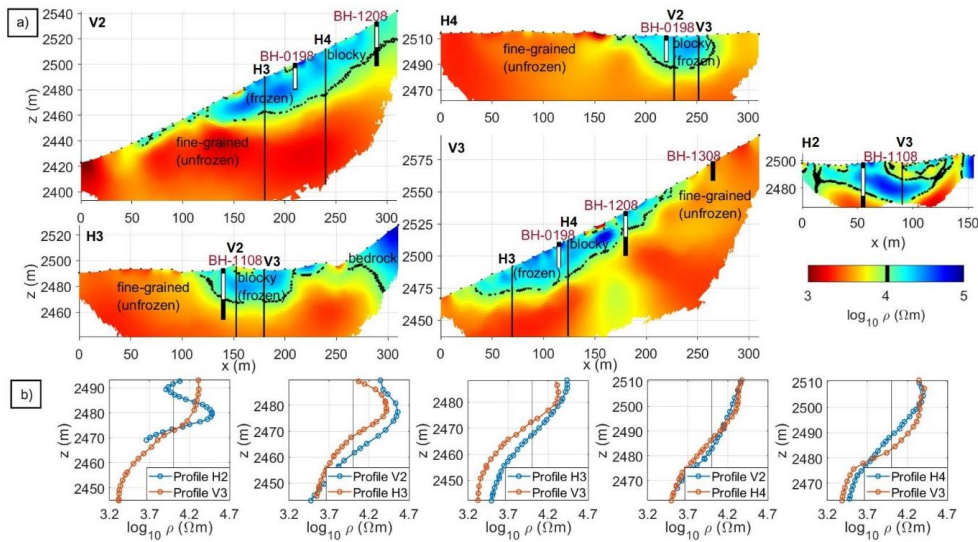 a)
V2
2540
2520
2500
2480
2460
2440
2420
2400
z (m)
BH-1208
H4
blocky
BH-0198
H3
(frozen)
fine-grained
(unfrozen)
0 50 100 150 200 250 300
H4
2520
2500
2480
2460
z (m)
V2
BH-0198
V3
blocky
(frozen)
fine-grained
(unfrozen)
0 50 100 150 200 250 300
V3
2575
2550
2525
2500
2475
2450
z (m)
BH-1308
BH-1208
H4
BH-0198
blocky
H3
(frozen)
fine-grained
(unfrozen)
0 50 100 150 200 250 300
x (m)
H2
V3
BH-1108
2500
2480
0 50 100 150
x (m)
H3
2520
2500
2480
2460
z (m)
V2
BH-1108
V3
blocky
(frozen)
bedrock
fine-grained
(unfrozen)
0 50 100 150 200 250 300
x (m)
3 4 5
log10 ρ (Ωm)
b)
2490
2480
2470
2460
2450
z (m)
Profile H2
Profile V3
3.2 3.7 4.2 4.7
log10 ρ (Ωm)
2480
2460
2440
z (m)
Profile V2
Profile H3
3.2 3.7 4.2 4.7
log10 ρ (Ωm)
2490
2480
2470
2460
2450
z (m)
Profile H3
Profile V3
3.2 3.7 4.2 4.7
log10 ρ (Ωm)
2510
2500
2490
2480
2470
z (m)
Profile V2
Profile H4
3.2 3.7 4.2 4.7
log10 ρ (Ωm)
2510
2500
2490
2480
2470
z (m)
Profile H4
Profile V3
3.2 3.7 4.2 4.7
log10 ρ (Ωm)